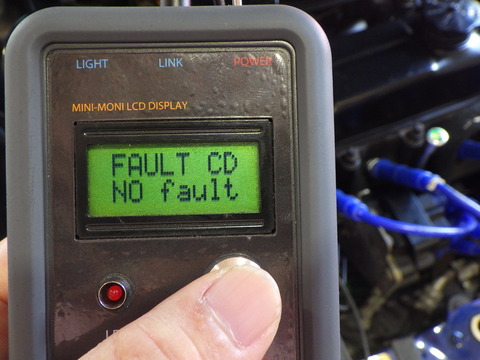 LIGHT LINK POWER
MINI-MONI LCD DISPLAY
FAULT CD
NO fault